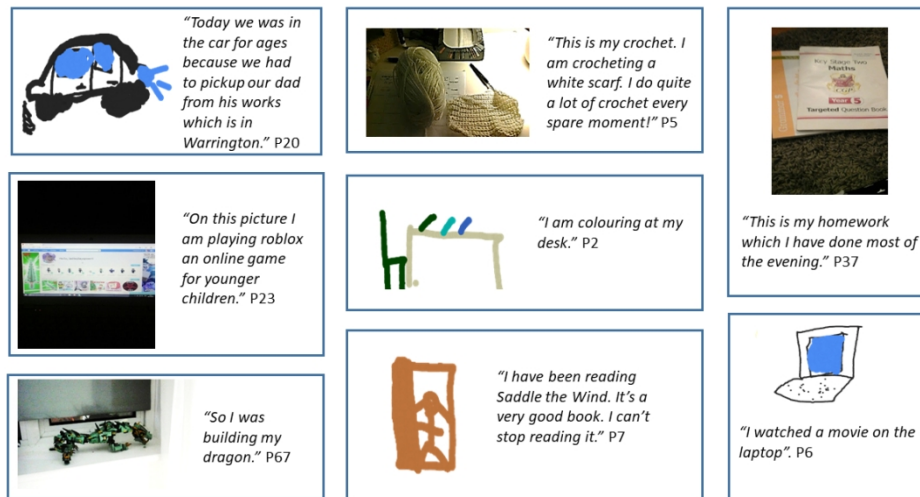 “Today we was in
the car for ages
because we had
to pickup our dad
from his works
which is in
Warrington.” P20
“This is my crochet. I
am crocheting a
white scarf. I do quite
a lot of crochet every
spare moment!” P5
Key Stage Two
Maths
CGP
Year 5
Targeted Question Book
“This is my homework
which I have done most of
the evening.” P37
“On this picture I
am playing roblox
an online game
for younger
children.” P23
“I am colouring at my
desk.” P2
“So I was
building my
dragon.” P67
“I have been reading
Saddle the Wind. It’s a
very good book. I can’t
stop reading it.” P7
“I watched a movie on the
laptop”. P6